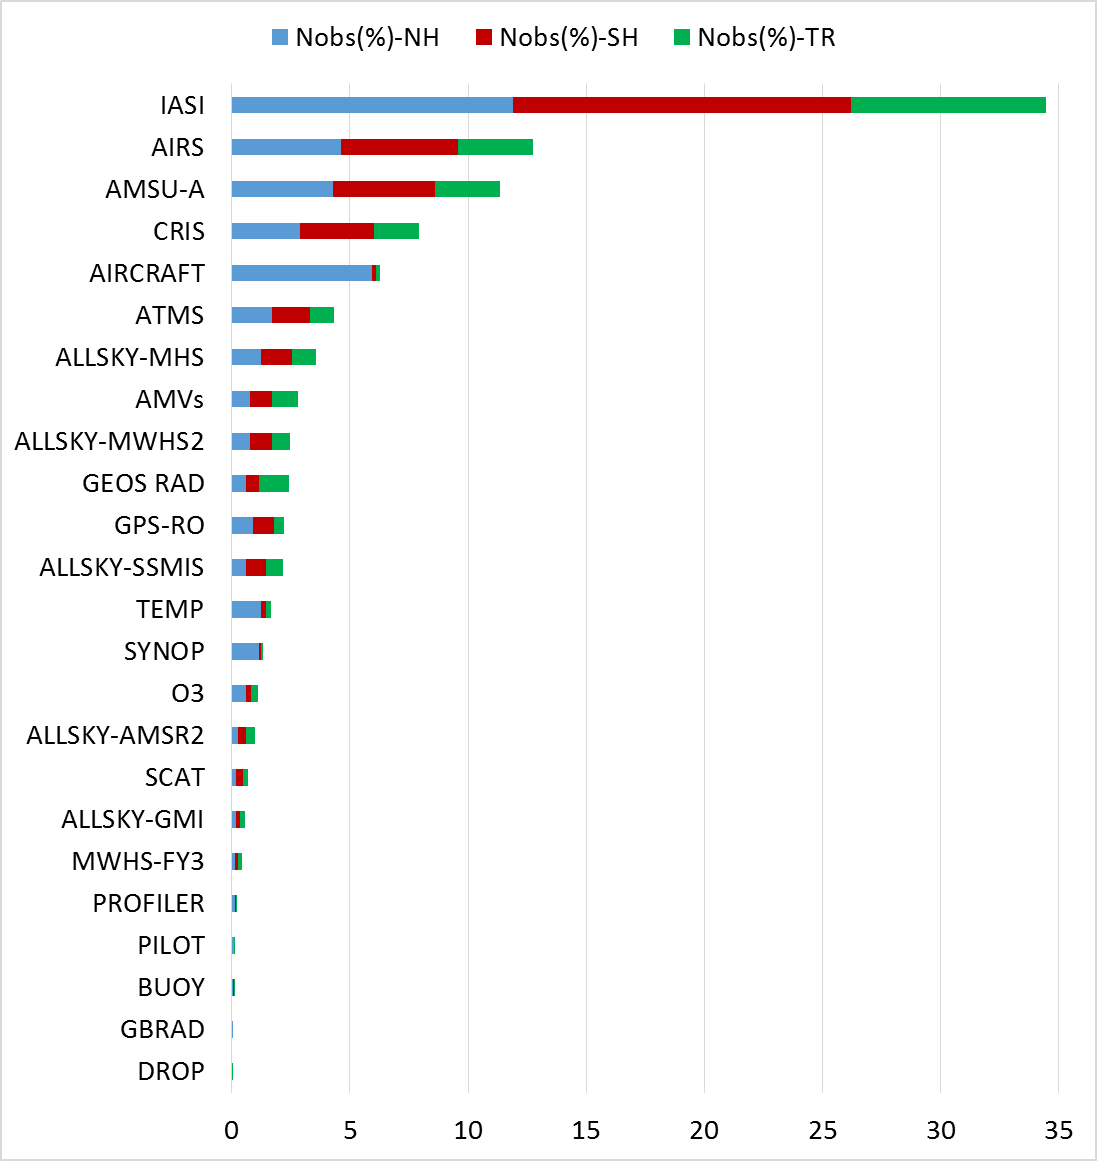 Nobs(%)-NH Nobs(%)-SH Nobs(%)-TR
IASI
AIRS
AMSU-A
CRIS
AIRCRAFT
ATMS
ALLSKY-MHS
AMVs
ALLSKY-MWHS2
GEOS RAD
GPS-RO
ALLSKY-SSMIS
TEMP
SYNOP
O3
ALLSKY-AMSR2
SCAT
ALLSKY-GMI
MWHS-FY3
PROFILER
PILOT
BUOY
GBRAD
DROP
0 5 10 15 20 25 30 35